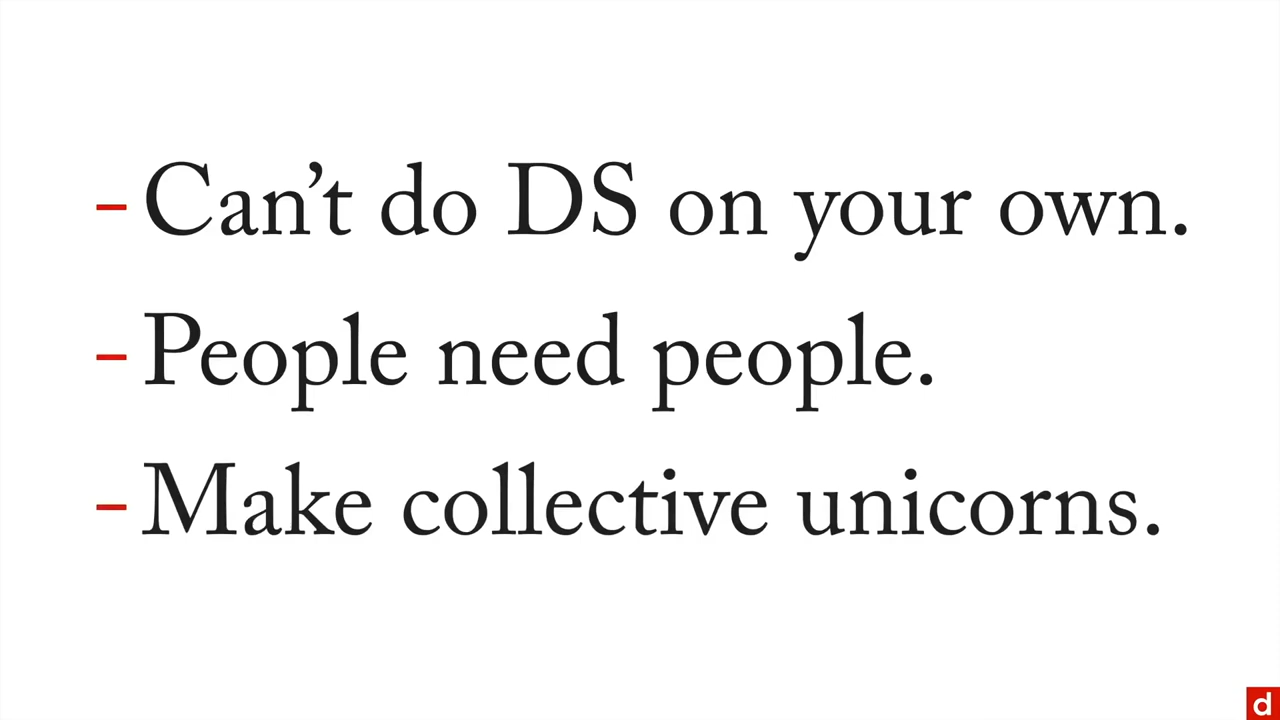 – Can’t do DS on your own.
– People need people.
– Make collective unicorns.
d